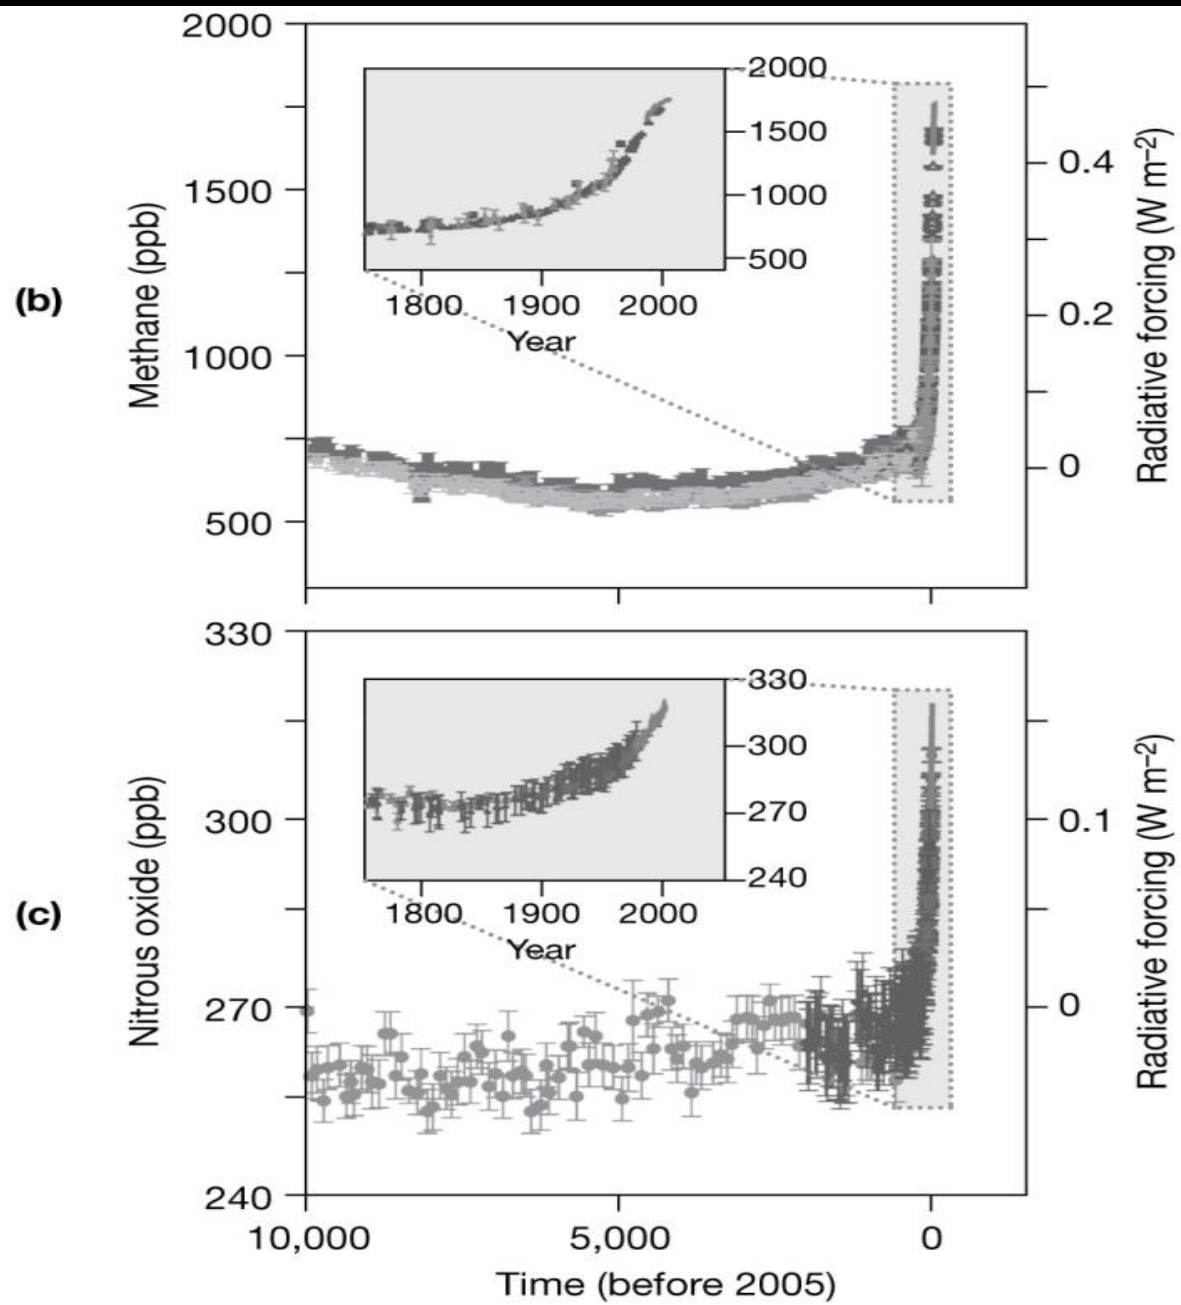 (b)
Methane (ppb)
2000
1500
1000
500
2000
1500
1000
500
1800 1900 2000
Year
0.4
0.2
0
Radiative forcing (W m−2)
(c)
Nitrous oxide (ppb)
330
300
270
240
330
300
270
240
1800 1900 2000
Year
0.1
0
Radiative forcing (W m−2)
10,000 5,000 0
Time (before 2005)